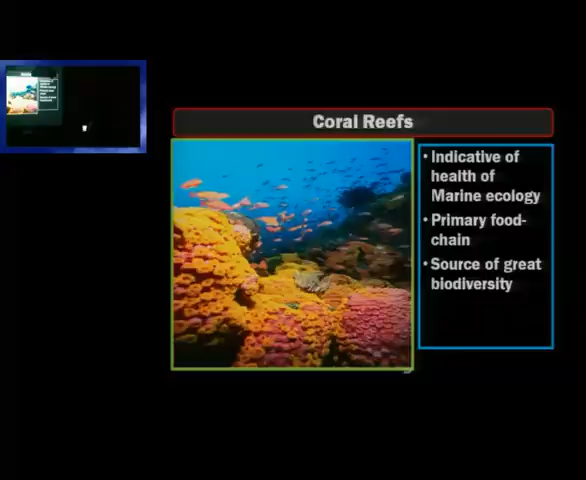 Coral Reefs
• Indicative of
health of
Marine ecology
• Primary food-
chain
• Source of great
biodiversity